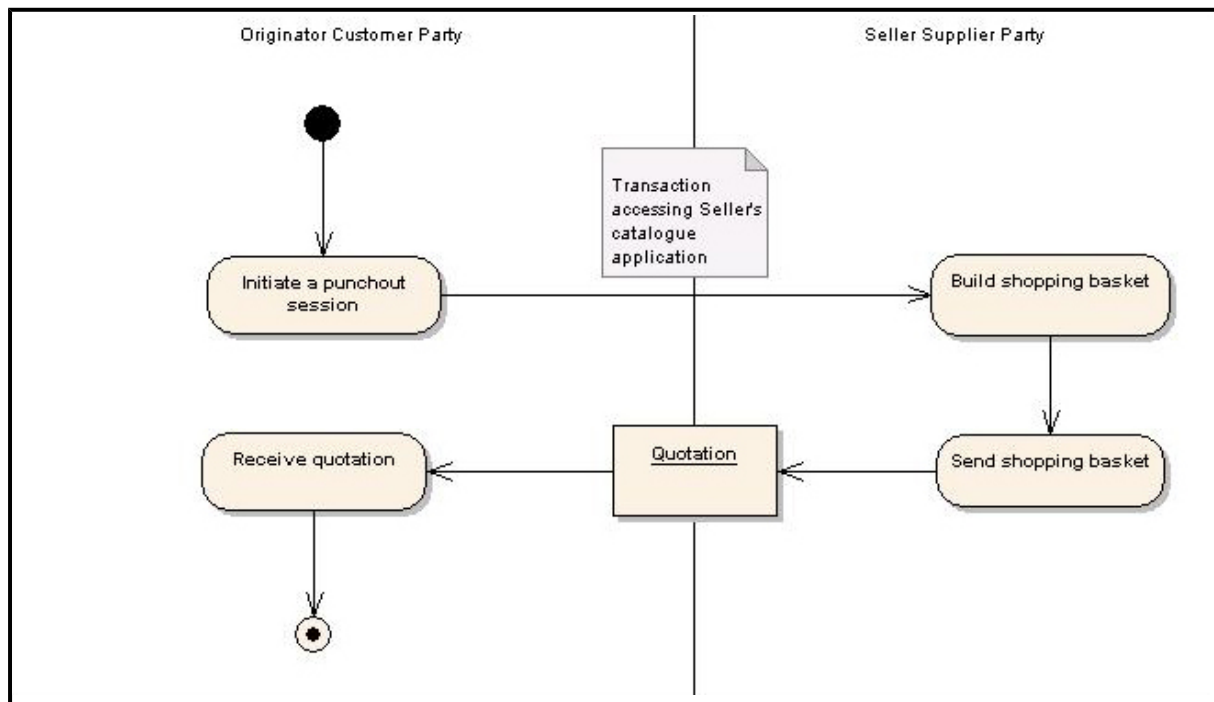 Originator Customer Party
Seller Supplier Party
Transaction
accessing Seller's
catalogue
application
Initiate a punchout
session
Build shopping basket
Receive quotation
Quotation
Send shopping basket